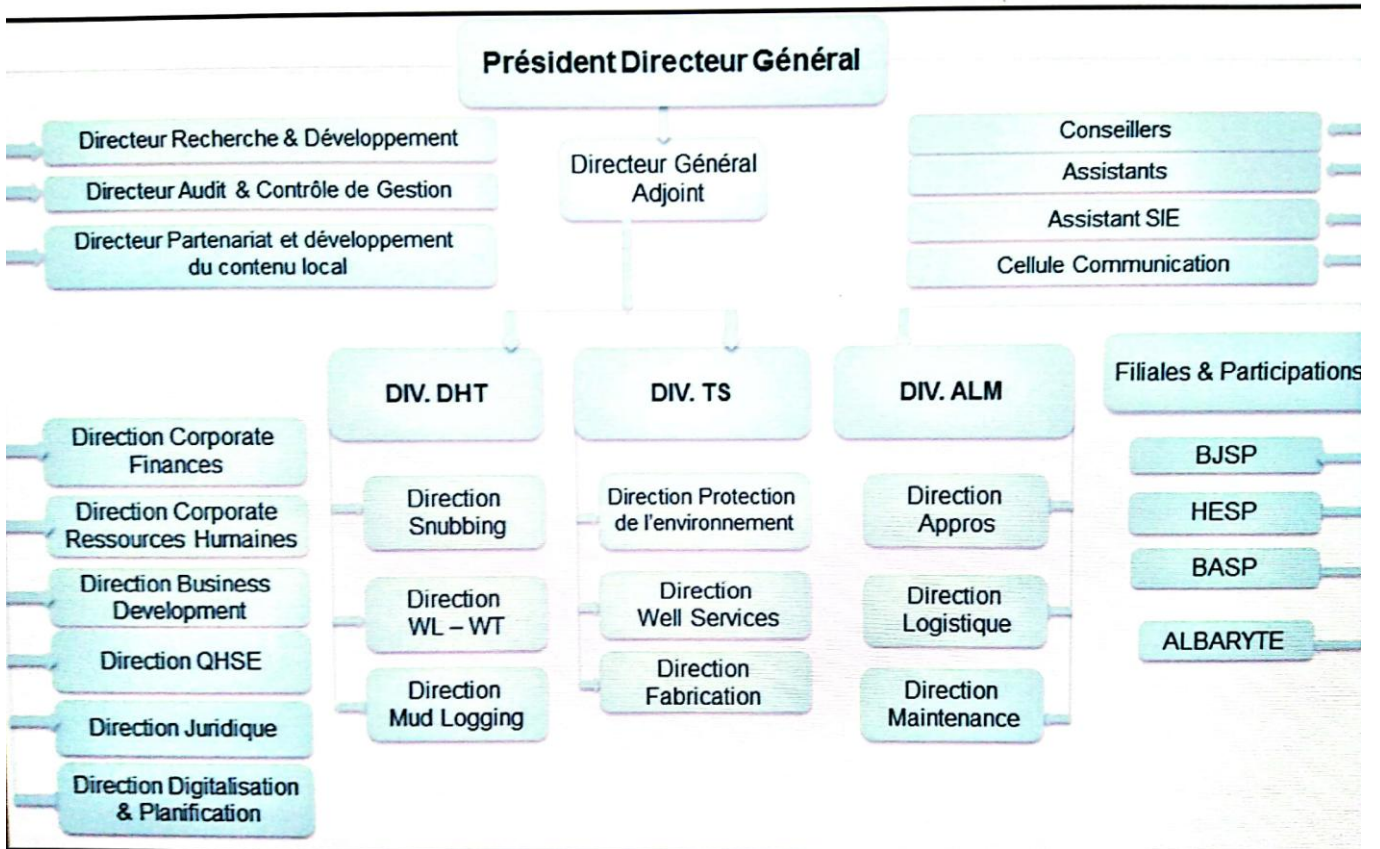 Président Directeur Général
Directeur Recherche & Développement
Directeur Audit & Contrôle de Gestion
Directeur Partenariat et développement
du contenu local
Directeur Général
Adjoint
Conseillers
Assistants
Assistant SIE
Cellule Communication
Direction Corporate
Finances
Direction Corporate
Ressources Humaines
Direction Business
Development
Direction QHSE
Direction Juridique
Direction Digitalisation
& Planification
DIV. DHT
Direction
Snubbing
Direction
WL – WT
Direction
Mud Logging
DIV. TS
Direction Protection
de l'environnement
Direction
Well Services
Direction
Fabrication
DIV. ALM
Direction
Appros
Direction
Logistique
Direction
Maintenance
Filiales & Participations
BJSP
HESP
BASP
ALBARYTE